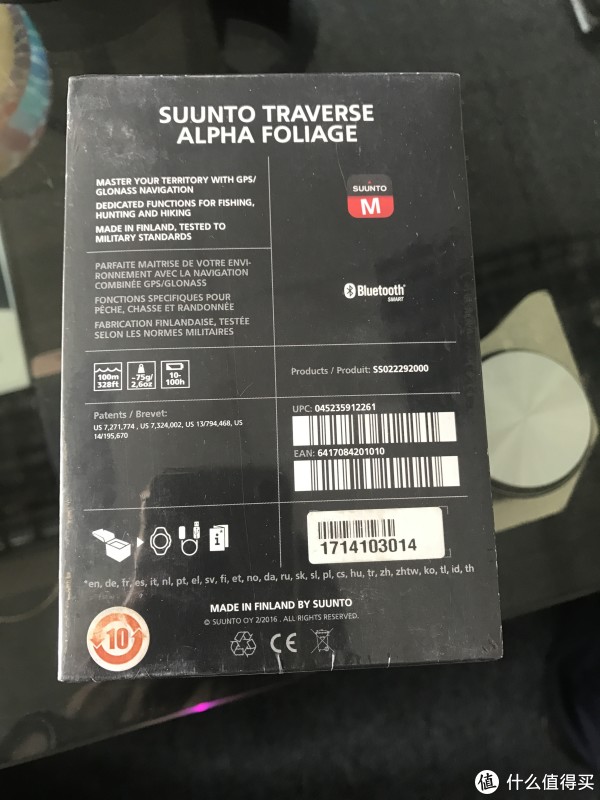 SUUNTO TRAVERSE
ALPHA FOLIAGE
MASTER YOUR TERRITORY WITH GPS/
GLONASS NAVIGATION
DEDICATED FUNCTIONS FOR FISHING,
HUNTING AND HIKING
MADE IN FINLAND, TESTED TO
MILITARY STANDARDS
SUUNTO
M
PARFAITE MAITRISE DE VOTRE ENVI-
RONNEMENT AVEC LA NAVIGATION
COMBINÉE GPS/GLONASS
FONCTIONS SPECIFIQUES POUR
PÊCHE, CHASSE ET RANDONNÉE
FABRICATION FINLANDAISE, TESTÉE
SELON LES NORMES MILITAIRES
Bluetooth
SMART
100m
328ft
~75g/
2,6oz
10-
100h
Products / Produit: SS022292000
Patents / Brevet:
US 7,271,774 , US 7,324,002, US 13/794,468, US
14/195,670
UPC: 045235912261
EAN: 6417084201010
1714103014
*en, de, fr, es, it, nl, pt, el, sv, fi, et, no, da, ru, sk, sl, pl, cs, hu, tr, zh, zhtw, ko, tl, id, th
MADE IN FINLAND BY SUUNTO
© SUUNTO OY 2/2016 . ALL RIGHTS RESERVED.
10
CE
值 什么值得买